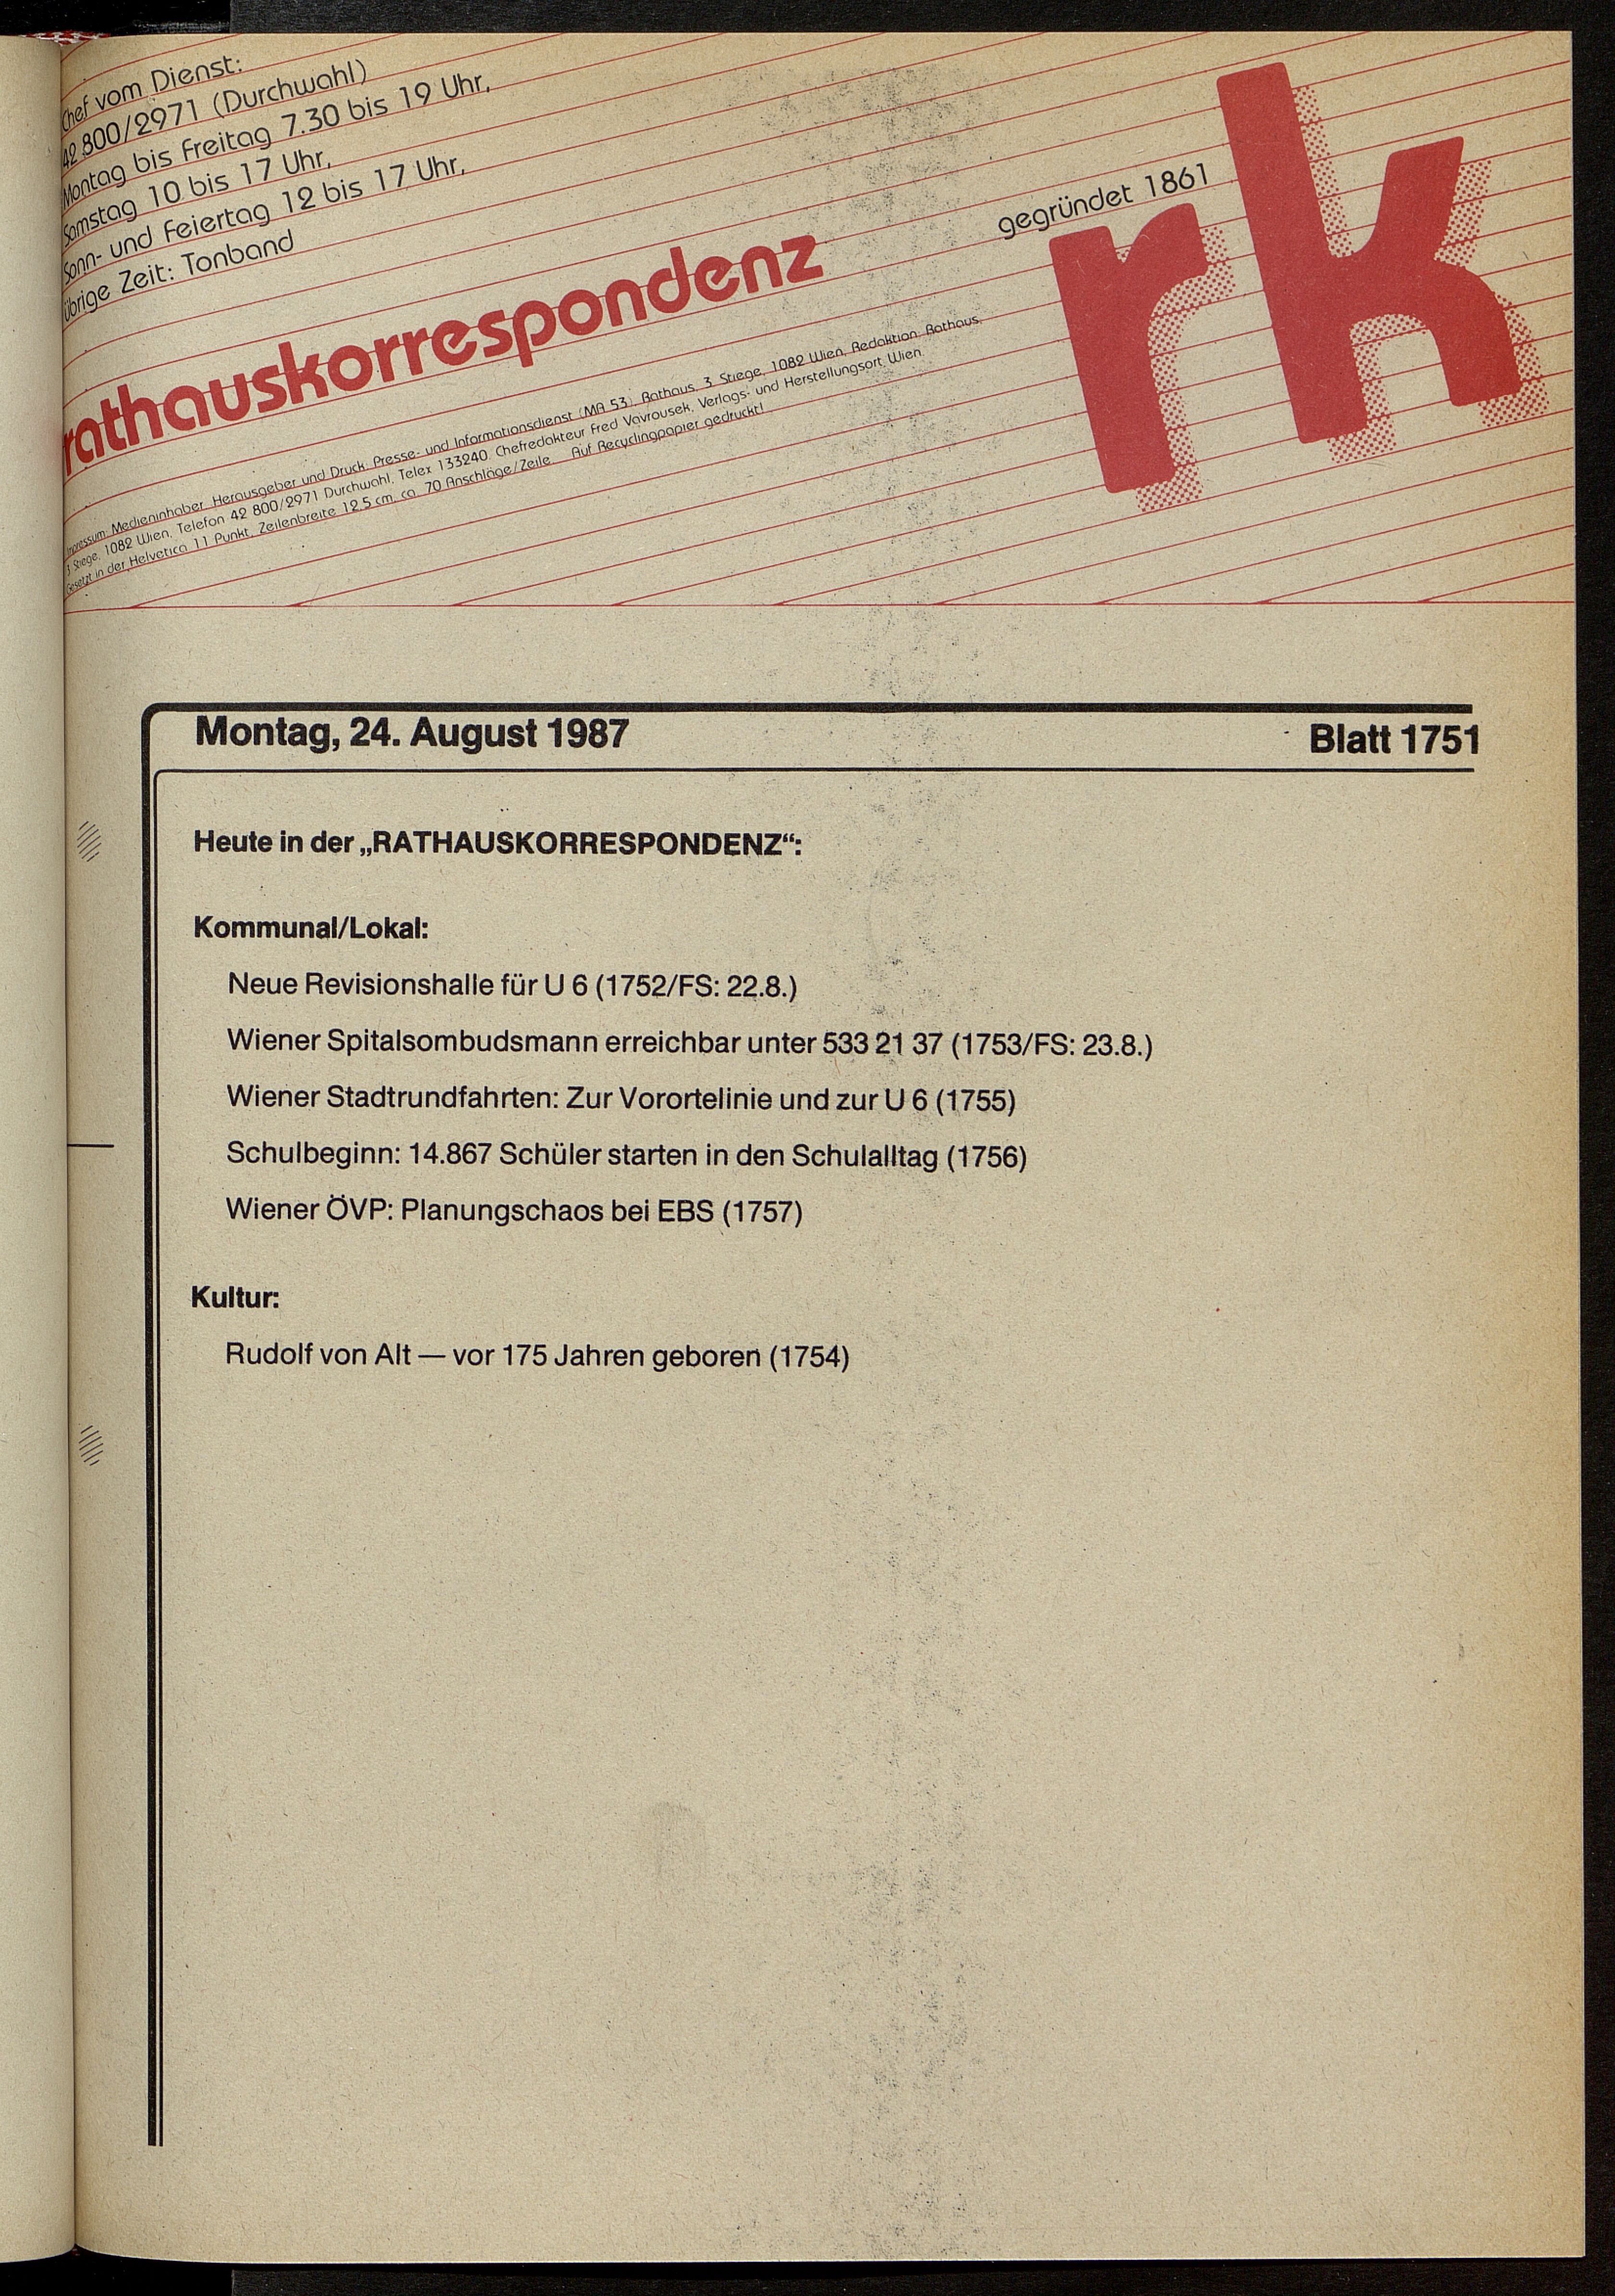 Chef vom Dienst:
42 800/2971 (Durchwahl)
Montag bis Freitag 7.30 bis 19 Uhr,
Samstag 10 bis 17 Uhr,
Sonn- und Feiertag 12 bis 17 Uhr,
übrige Zeit: Tonband
gegründet 1861
rk
rathauskorrespondenz
Impressum: Medieninhaber, Herausgeber und Druck: Presse- und Informationsdienst (MA 53), Rathaus, 3. Stiege, 1082 Wien, Redaktion: Rathaus,
3. Stiege, 1082 Wien, Telefon 42 800/2971 Durchwahl, Telex 133240, Chefredakteur Fred Vavrousek, Verlags- und Herstellungsort: Wien.
Gesetzt in der Helvetica 11 Punkt, Zeilenbreite 12,5 cm, ca. 70 Anschläge/Zeile. Auf Recyclingpapier gedruckt!
Montag, 24. August 1987 Blatt 1751
Heute in der „RATHAUSKORRESPONDENZ“:
Kommunal/Lokal:
Neue Revisionshalle für U 6 (1752/FS: 22.8.)
Wiener Spitalsombudsmann erreichbar unter 533 21 37 (1753/FS: 23.8.)
Wiener Stadtrundfahrten: Zur Vorortelinie und zur U 6 (1755)
Schulbeginn: 14.867 Schüler starten in den Schulalltag (1756)
Wiener ÖVP: Planungschaos bei EBS (1757)
Kultur:
Rudolf von Alt — vor 175 Jahren geboren (1754)